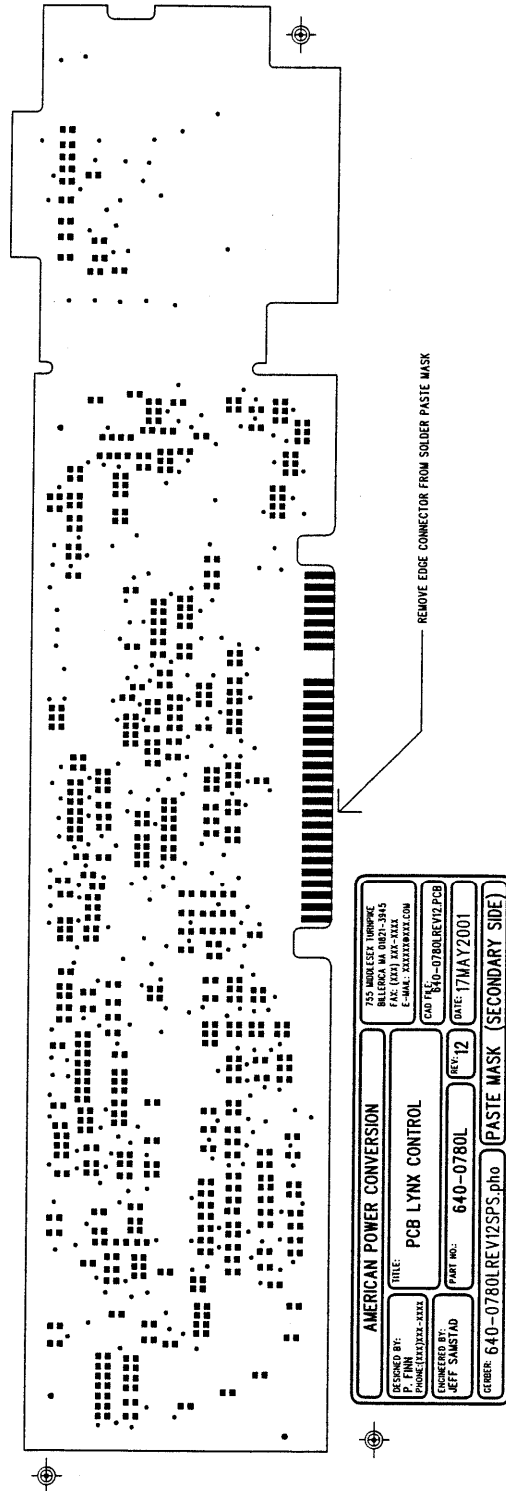 REMOVE EDGE CONNECTOR FROM SOLDER PASTE MASK
AMERICAN POWER CONVERSION
755 MIDDLESEX TURNPIKE
BILLERICA MA 01821-3945
FAX: (XXX) XXX-XXXX
E-MAIL: XXXXXX@XXX.COM
DESIGNED BY:
P. FINN
PHONE:(XXX)XXX-XXXX
TITLE:
PCB LYNX CONTROL
CAD FILE:
640-0780LREV12.PCB
ENGINEERED BY:
JEFF SAMSTAD
PART NO.: 640-0780L
REV: 12
DATE: 17MAY2001
GERBER: 640-0780LREV12SPS.pho
PASTE MASK (SECONDARY SIDE)